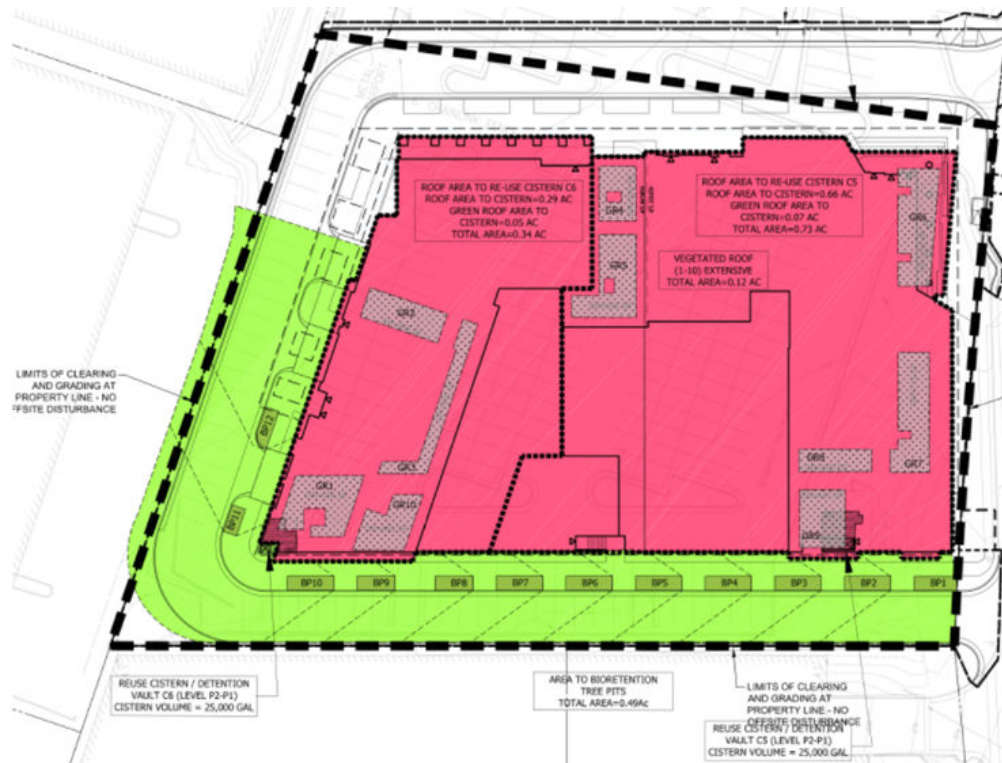 ROOF AREA TO RE-USE CISTERN C6
ROOF AREA TO CISTERN=0.29 AC
GREEN ROOF AREA TO
CISTERN=0.05 AC
TOTAL AREA=0.34 AC
ROOF AREA TO RE-USE CISTERN C5
ROOF AREA TO CISTERN=0.66 AC
GREEN ROOF AREA TO
CISTERN=0.07 AC
TOTAL AREA=0.73 AC
GR4
GR6
GR5
VEGETATED ROOF
(1-10) EXTENSIVE
TOTAL AREA=0.12 AC
GR2
LIMITS OF CLEARING
AND GRADING AT
PROPERTY LINE - NO
FFSITE DISTURBANCE
BP12
GR3
GR8
GR7
GR1
GR10
BP11
GR9
BP10
BP9
BP8
BP7
BP6
BP5
BP4
BP3
BP2
BP1
REUSE CISTERN / DETENTION
VAULT C6 (LEVEL P2-P1)
CISTERN VOLUME = 25,000 GAL
AREA TO BIORETENTION
TREE PITS
TOTAL AREA=0.49Ac
LIMITS OF CLEARING
AND GRADING AT
PROPERTY LINE - NO
OFFSITE DISTURBANCE
REUSE CISTERN / DETENTION
VAULT C5 (LEVEL P2-P1)
CISTERN VOLUME = 25,000 GAL